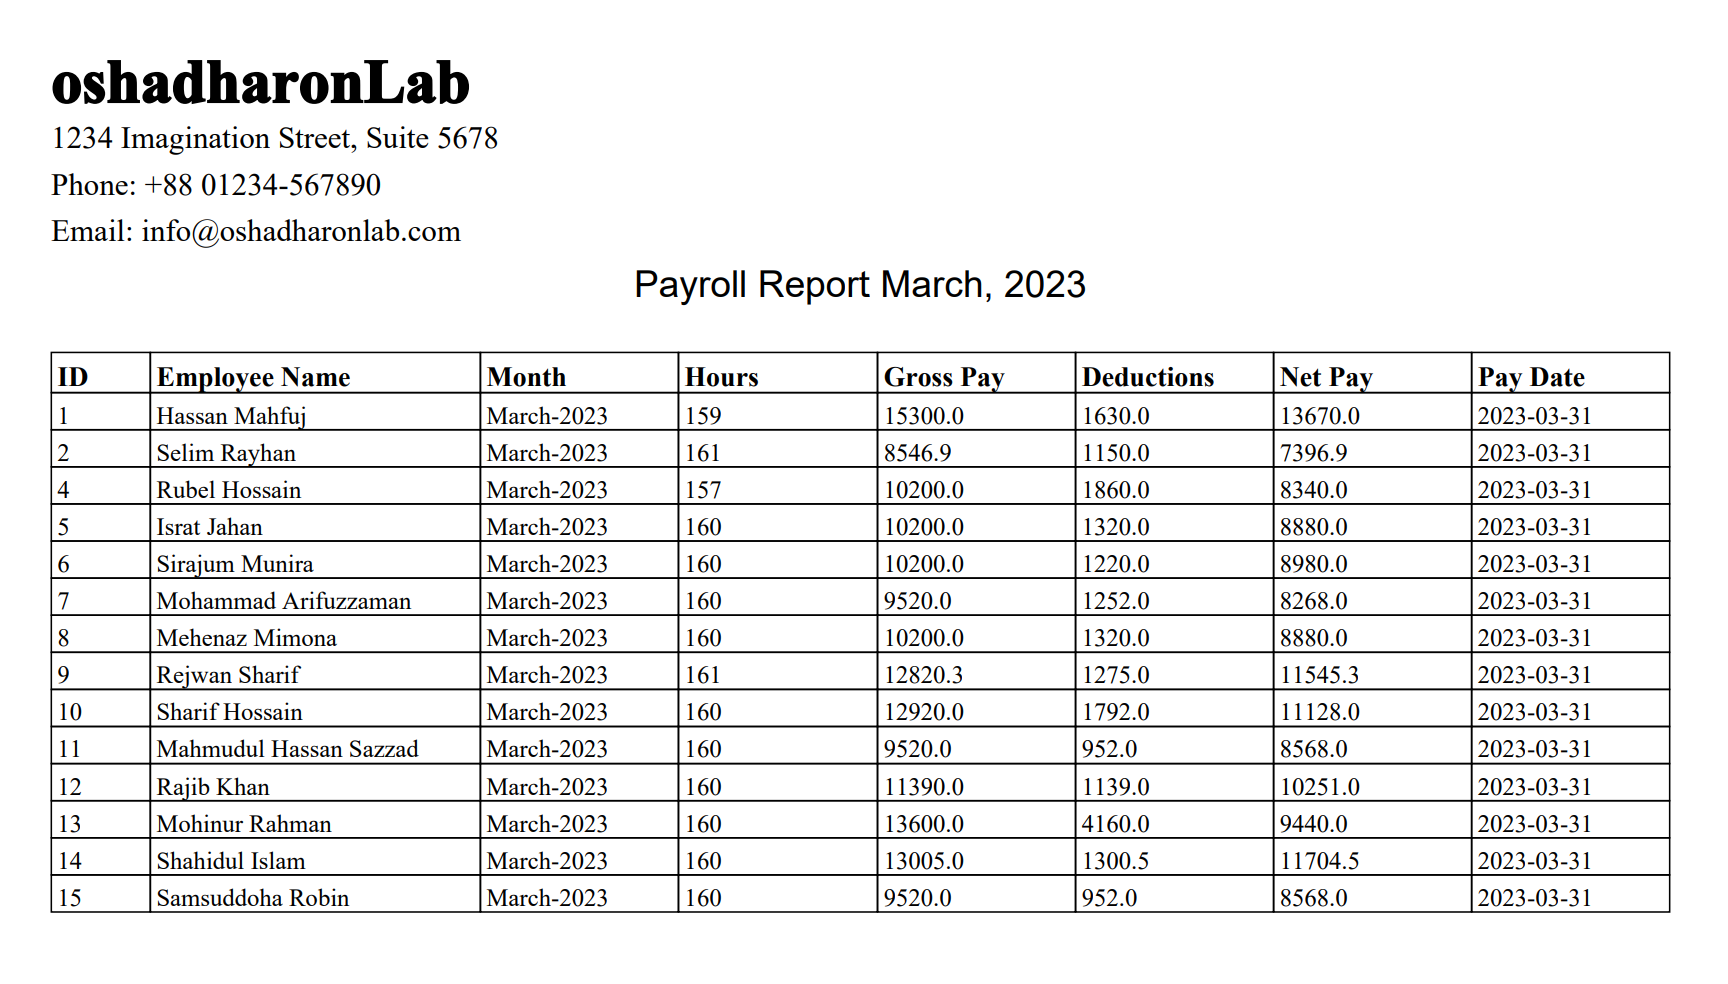 oshadharonLab
1234 Imagination Street, Suite 5678
Phone: +88 01234-567890
Email: info@oshadharonlab.com
Payroll Report March, 2023
ID Employee Name Month Hours Gross Pay Deductions Net Pay Pay Date
1 Hassan Mahfuj March-2023 159 15300.0 1630.0 13670.0 2023-03-31
2 Selim Rayhan March-2023 161 8546.9 1150.0 7396.9 2023-03-31
4 Rubel Hossain March-2023 157 10200.0 1860.0 8340.0 2023-03-31
5 Israt Jahan March-2023 160 10200.0 1320.0 8880.0 2023-03-31
6 Sirajum Munira March-2023 160 10200.0 1220.0 8980.0 2023-03-31
7 Mohammad Arifuzzaman March-2023 160 9520.0 1252.0 8268.0 2023-03-31
8 Mehenaz Mimona March-2023 160 10200.0 1320.0 8880.0 2023-03-31
9 Rejwan Sharif March-2023 161 12820.3 1275.0 11545.3 2023-03-31
10 Sharif Hossain March-2023 160 12920.0 1792.0 11128.0 2023-03-31
11 Mahmudul Hassan Sazzad March-2023 160 9520.0 952.0 8568.0 2023-03-31
12 Rajib Khan March-2023 160 11390.0 1139.0 10251.0 2023-03-31
13 Mohinur Rahman March-2023 160 13600.0 4160.0 9440.0 2023-03-31
14 Shahidul Islam March-2023 160 13005.0 1300.5 11704.5 2023-03-31
15 Samsuddoha Robin March-2023 160 9520.0 952.0 8568.0 2023-03-31